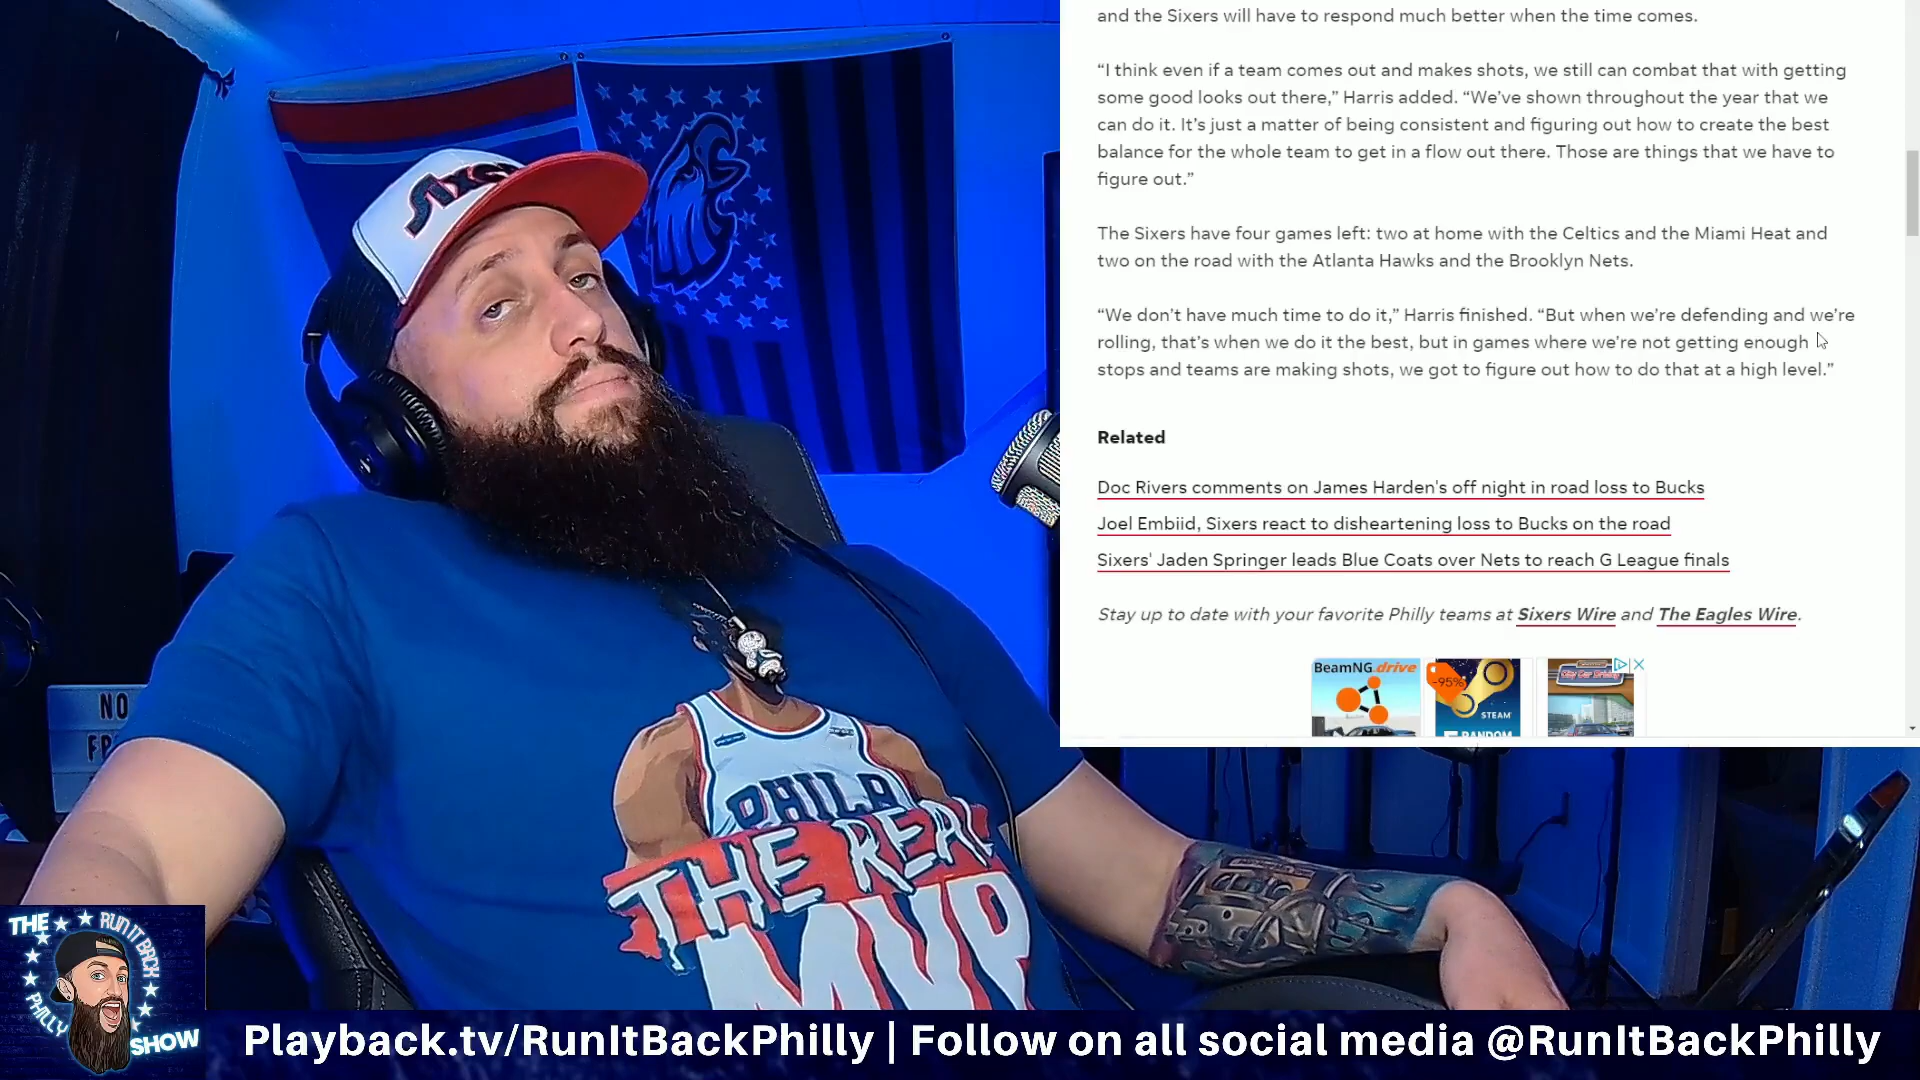 and the Sixers will have to respond much better when the time comes.
“I think even if a team comes out and makes shots, we still can combat that with getting
some good looks out there,” Harris added. “We’ve shown throughout the year that we
can do it. It’s just a matter of being consistent and figuring out how to create the best
balance for the whole team to get in a flow out there. Those are things that we have to
figure out.”
The Sixers have four games left: two at home with the Celtics and the Miami Heat and
two on the road with the Atlanta Hawks and the Brooklyn Nets.
“We don’t have much time to do it,” Harris finished. “But when we’re defending and we’re
rolling, that’s when we do it the best, but in games where we’re not getting enough
stops and teams are making shots, we got to figure out how to do that at a high level.”
Related
Doc Rivers comments on James Harden's off night in road loss to Bucks
Joel Embiid, Sixers react to disheartening loss to Bucks on the road
Sixers' Jaden Springer leads Blue Coats over Nets to reach G League finals
Stay up to date with your favorite Philly teams at Sixers Wire and The Eagles Wire.
BeamNG.drive
-95%
STEAM
RANDOM
City Car Driving
NO
PHILA
THE REAL
MVP
THE
RUN IT BACK
PHILLY
SHOW
Playback.tv/RunItBackPhilly | Follow on all social media @RunItBackPhilly